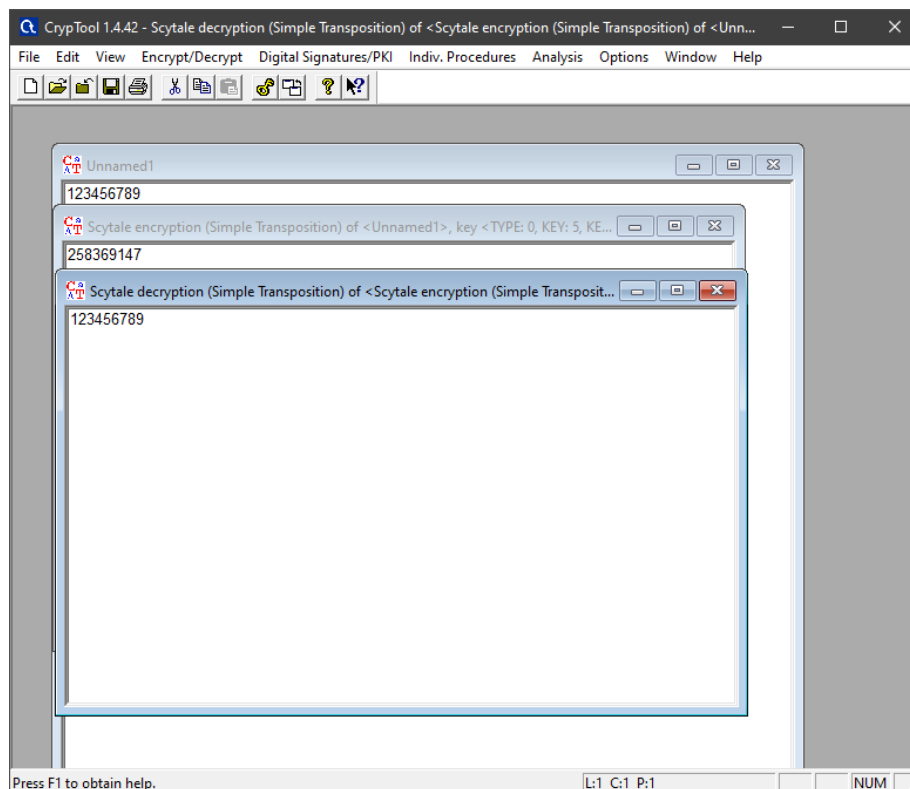 CrypTool 1.4.42 - Scytale decryption (Simple Transposition) of <Scytale encryption (Simple Transposition) of <Unn...
File Edit View Encrypt/Decrypt Digital Signatures/PKI Indiv. Procedures Analysis Options Window Help
Unnamed1
123456789
Scytale encryption (Simple Transposition) of <Unnamed1>, key <TYPE: 0, KEY: 5, KE...
258369147
Scytale decryption (Simple Transposition) of <Scytale encryption (Simple Transposit...
123456789
Press F1 to obtain help. L:1 C:1 P:1 NUM